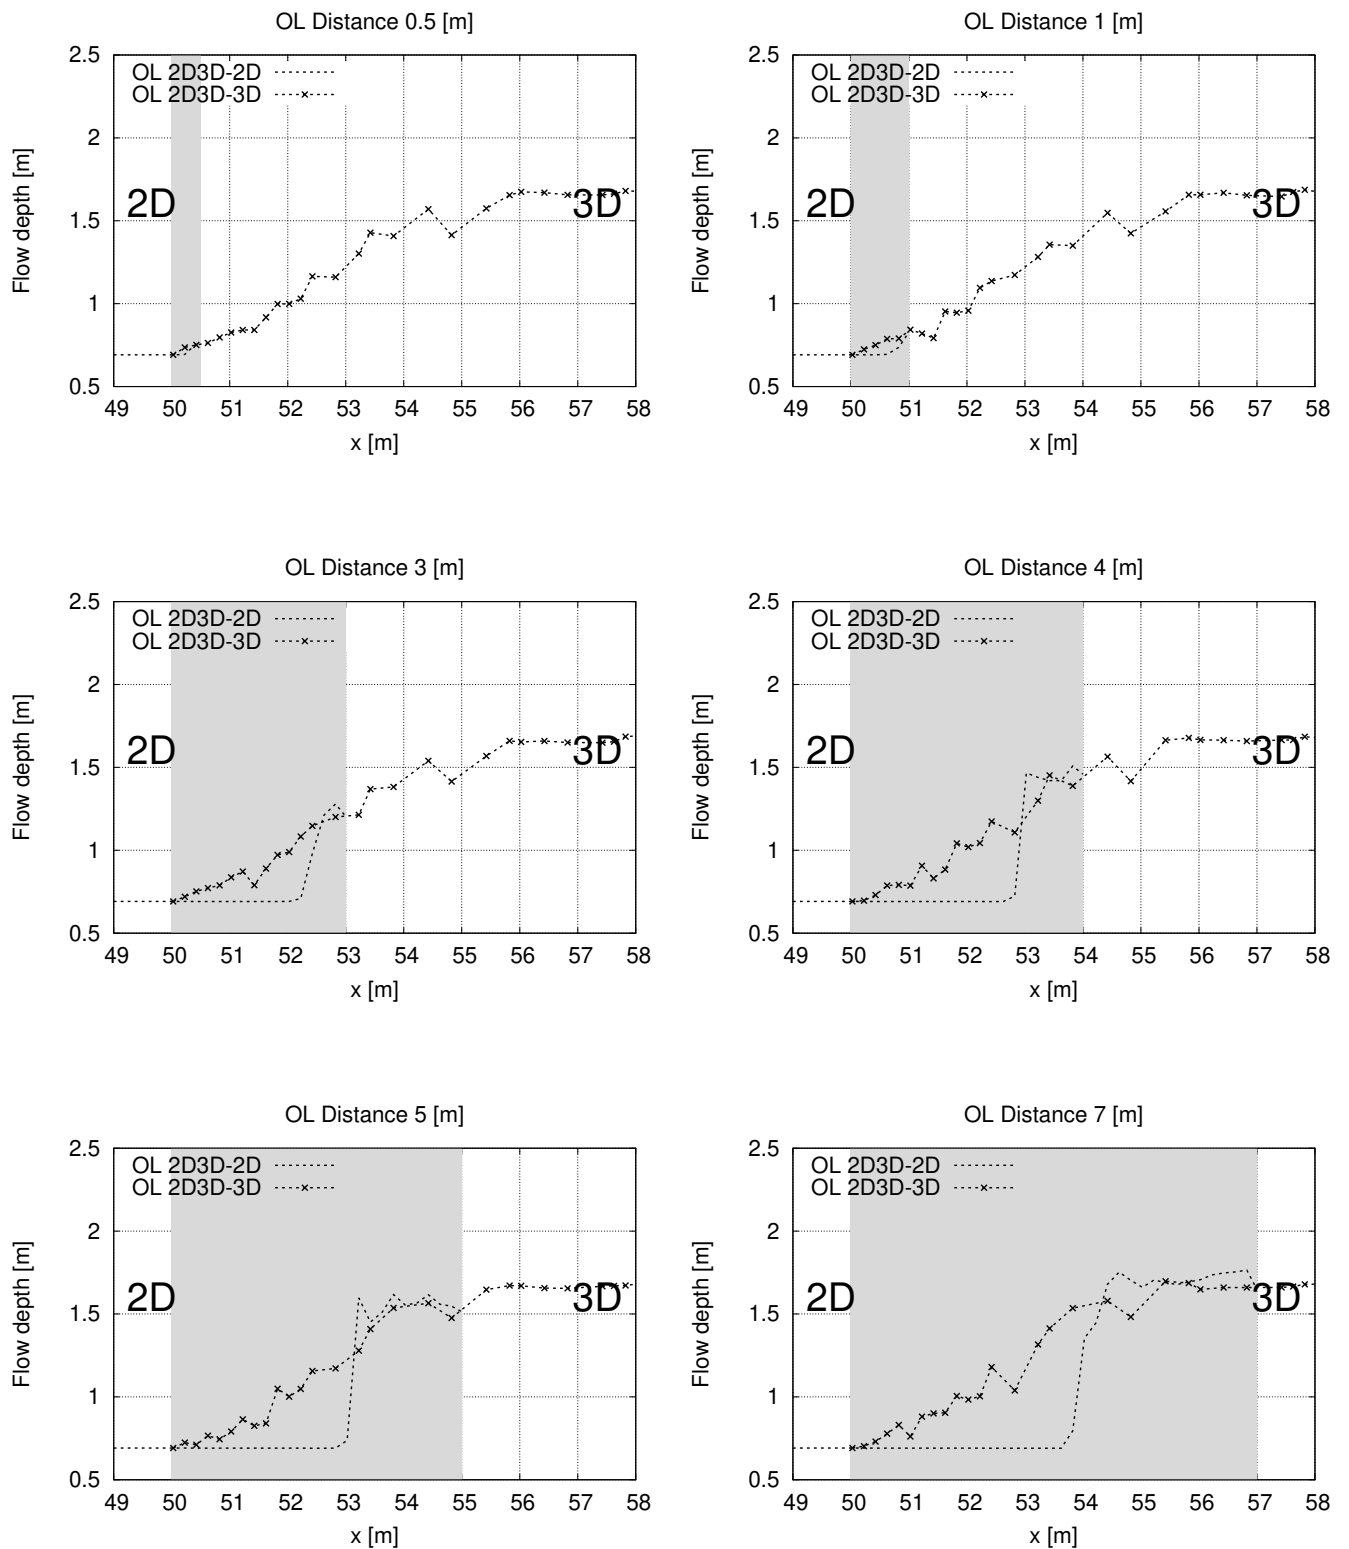 OL Distance 0.5 [m]
2.5
2
1.5
1
0.5
Flow depth [m]
OL 2D3D-2D
OL 2D3D-3D
2D
3D
49 50 51 52 53 54 55 56 57 58
x [m]
OL Distance 1 [m]
2.5
2
1.5
1
0.5
Flow depth [m]
OL 2D3D-2D
OL 2D3D-3D
2D
3D
49 50 51 52 53 54 55 56 57 58
x [m]
OL Distance 3 [m]
2.5
2
1.5
1
0.5
Flow depth [m]
OL 2D3D-2D
OL 2D3D-3D
2D
3D
49 50 51 52 53 54 55 56 57 58
x [m]
OL Distance 4 [m]
2.5
2
1.5
1
0.5
Flow depth [m]
OL 2D3D-2D
OL 2D3D-3D
2D
3D
49 50 51 52 53 54 55 56 57 58
x [m]
OL Distance 5 [m]
2.5
2
1.5
1
0.5
Flow depth [m]
OL 2D3D-2D
OL 2D3D-3D
2D
3D
49 50 51 52 53 54 55 56 57 58
x [m]
OL Distance 7 [m]
2.5
2
1.5
1
0.5
Flow depth [m]
OL 2D3D-2D
OL 2D3D-3D
2D
3D
49 50 51 52 53 54 55 56 57 58
x [m]